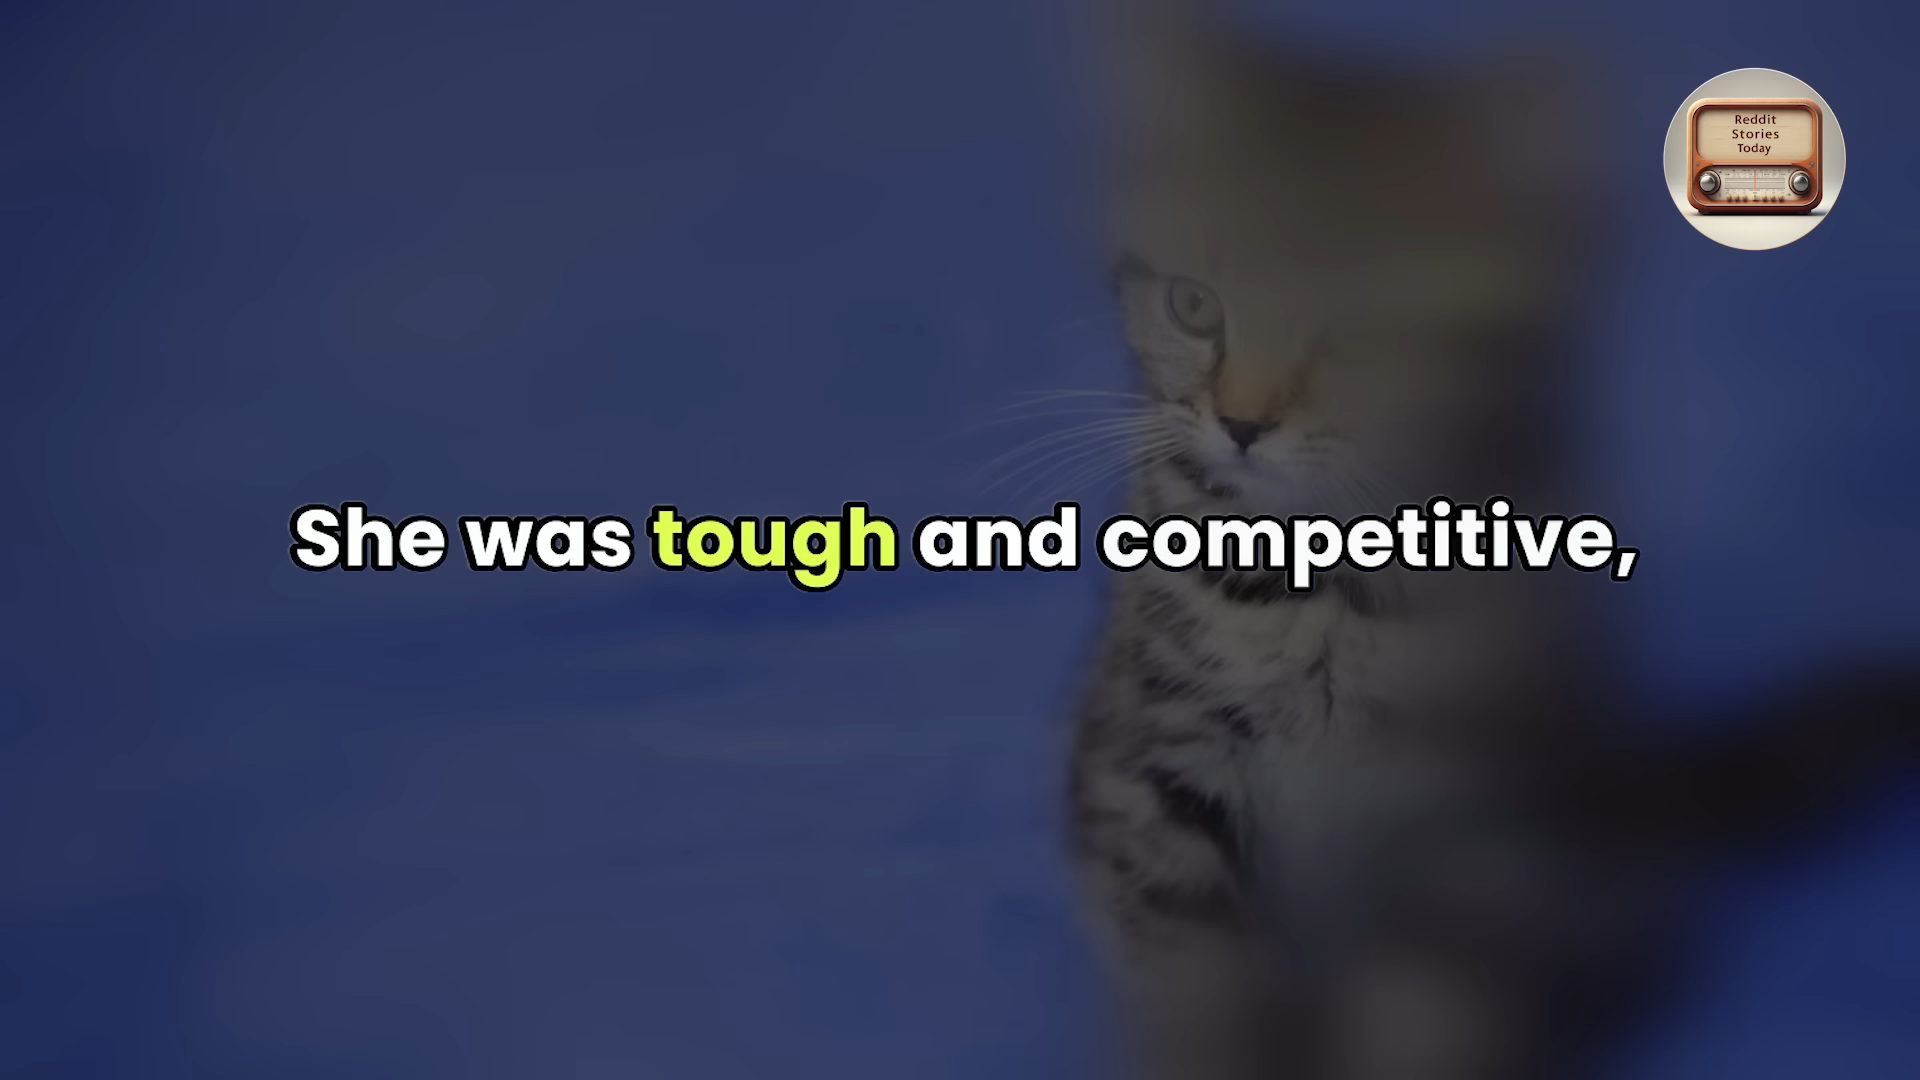 Reddit
Stories
Today
She was tough and competitive,